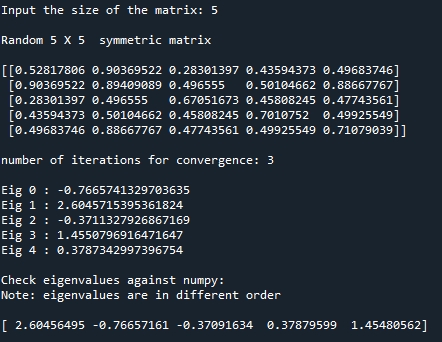 Input the size of the matrix: 5
Random 5 X 5  symmetric matrix
[[0.52817806 0.90369522 0.28301397 0.43594373 0.49683746]
 [0.90369522 0.89409089 0.496555   0.50104662 0.88667767]
 [0.28301397 0.496555   0.67051673 0.45808245 0.47743561]
 [0.43594373 0.50104662 0.45808245 0.7010752  0.49925549]
 [0.49683746 0.88667767 0.47743561 0.49925549 0.71079039]]
number of iterations for convergence: 3
Eig 0 : -0.7665741329703635
Eig 1 : 2.6045715395361824
Eig 2 : -0.3711327926867169
Eig 3 : 1.4550796916471647
Eig 4 : 0.3787342997396754
Check eigenvalues against numpy:
Note: eigenvalues are in different order
[ 2.60456495 -0.76657161 -0.37091634  0.37879599  1.45480562]